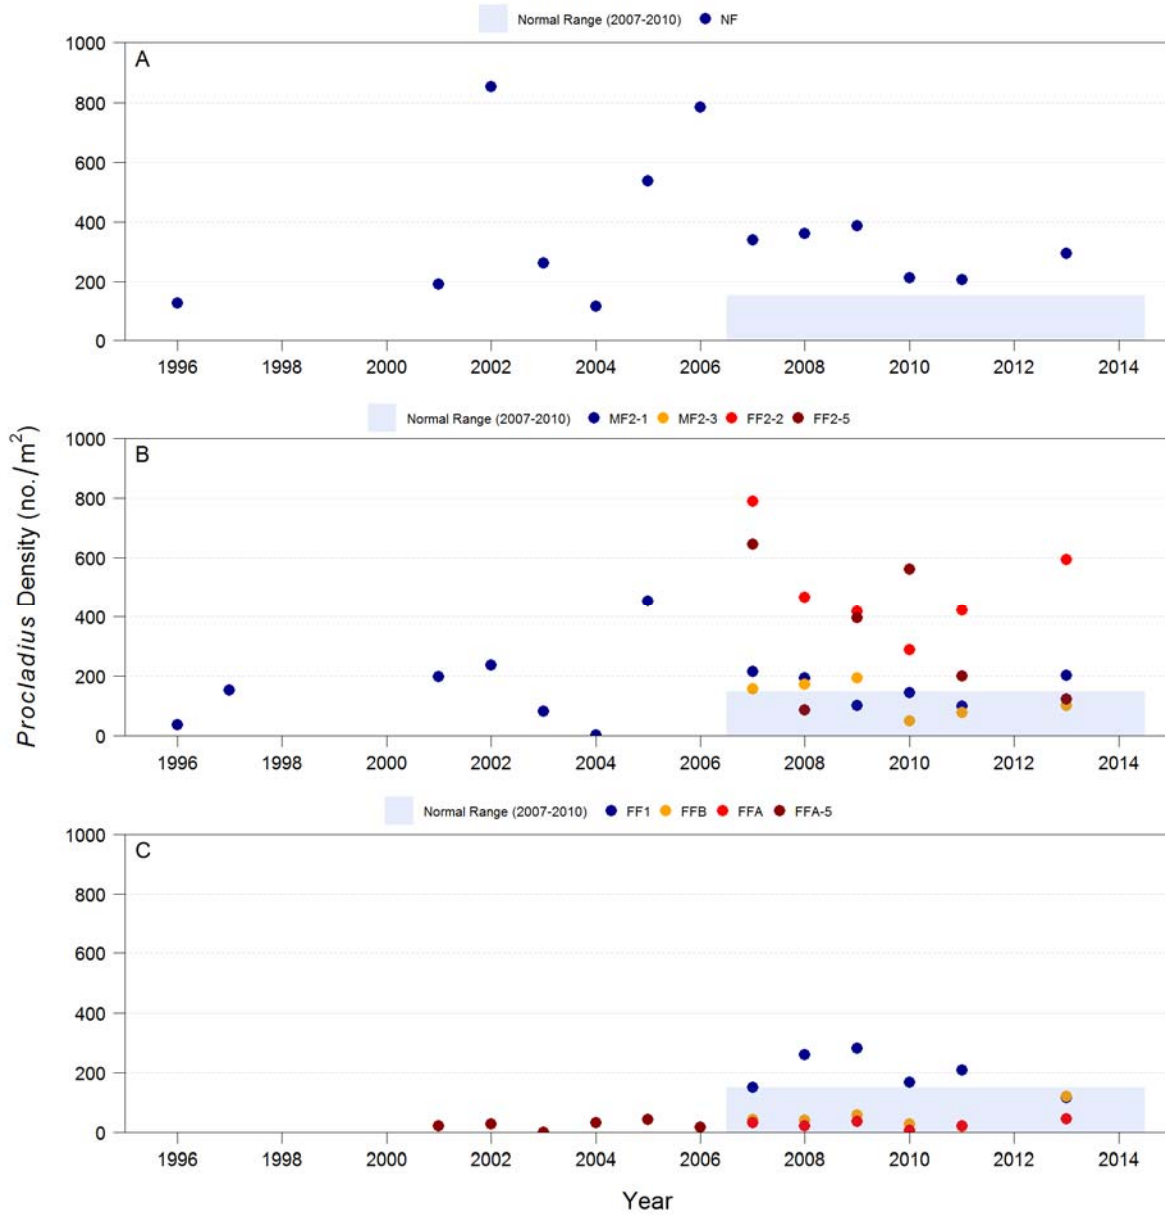 Normal Range (2007-2010) NF
A
1000
800
600
400
200
0
1996 1998 2000 2002 2004 2006 2008 2010 2012 2014
Normal Range (2007-2010) MF2-1 MF2-3 FF2-2 FF2-5
B
1000
800
600
400
200
0
1996 1998 2000 2002 2004 2006 2008 2010 2012 2014
Procladius Density (no./m²)
Normal Range (2007-2010) FF1 FFB FFA FFA-5
C
1000
800
600
400
200
0
1996 1998 2000 2002 2004 2006 2008 2010 2012 2014
Year